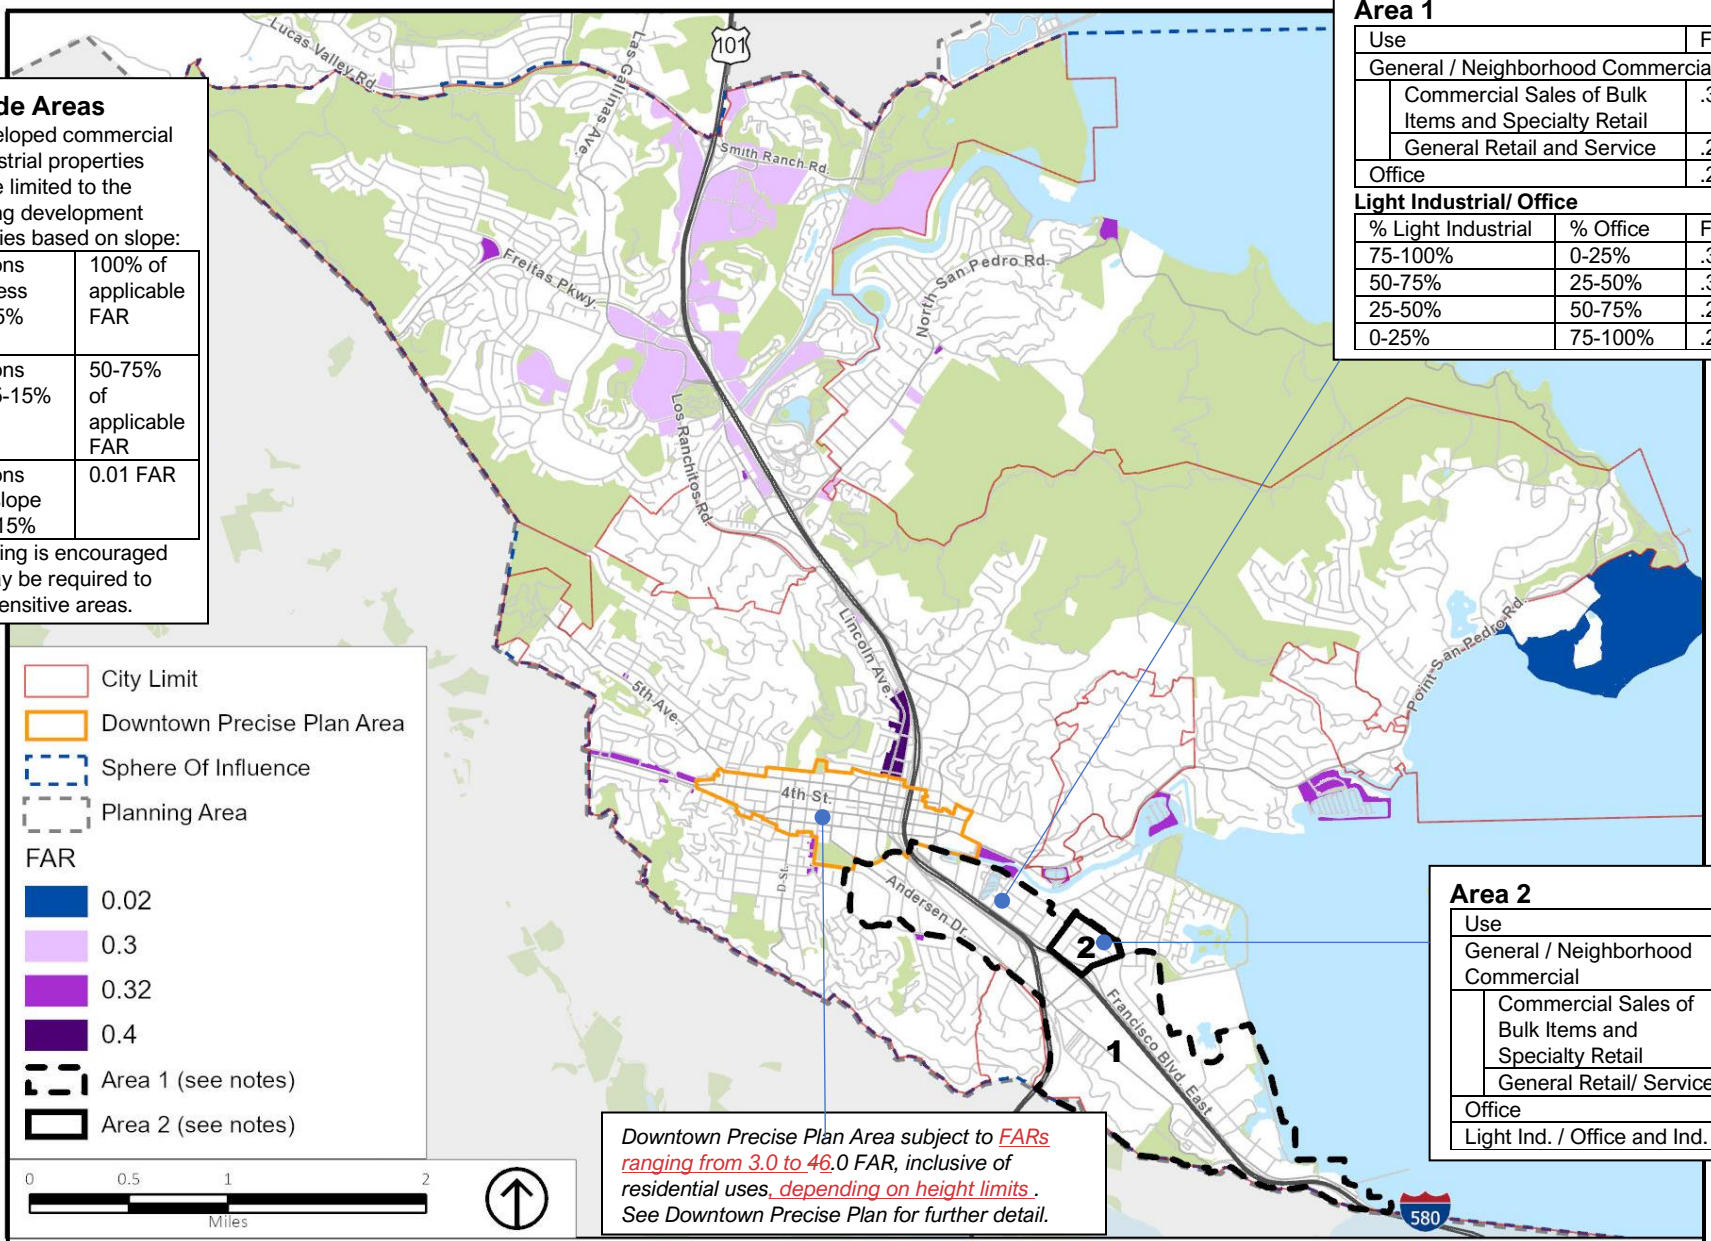 de Areas
eloped commercial
strial properties
e limited to the
ng development
ies based on slope:
ons
ess
5%
100% of
applicable
FAR
ons
5-15%
50-75%
of
applicable
FAR
ons
slope
15%
0.01 FAR
ing is encouraged
ay be required to
ensitive areas.
Area 1
Use F
General / Neighborhood Commercia
Commercial Sales of Bulk
Items and Specialty Retail
.3
General Retail and Service .2
Office .2
Light Industrial/ Office
% Light Industrial % Office F
75-100% 0-25% .3
50-75% 25-50% .3
25-50% 50-75% .2
0-25% 75-100% .2
Lucas Valley Rd.
Las Gallinas Ave.
101
Smith Ranch Rd.
Freitas Pkwy.
North San Pedro Rd.
Los Ranchitos Rd.
Lincoln Ave.
Point San Pedro Rd.
5th Ave.
4th St.
D St.
Andersen Dr.
Francisco Blvd. East
2
1
580
City Limit
Downtown Precise Plan Area
Sphere Of Influence
Planning Area
FAR
0.02
0.3
0.32
0.4
Area 1 (see notes)
Area 2 (see notes)
0 0.5 1 2
Miles
Downtown Precise Plan Area subject to FARs
ranging from 3.0 to 46.0 FAR, inclusive of
residential uses, depending on height limits .
See Downtown Precise Plan for further detail.
Area 2
Use
General / Neighborhood
Commercial
Commercial Sales of
Bulk Items and
Specialty Retail
General Retail/ Service
Office
Light Ind. / Office and Ind.